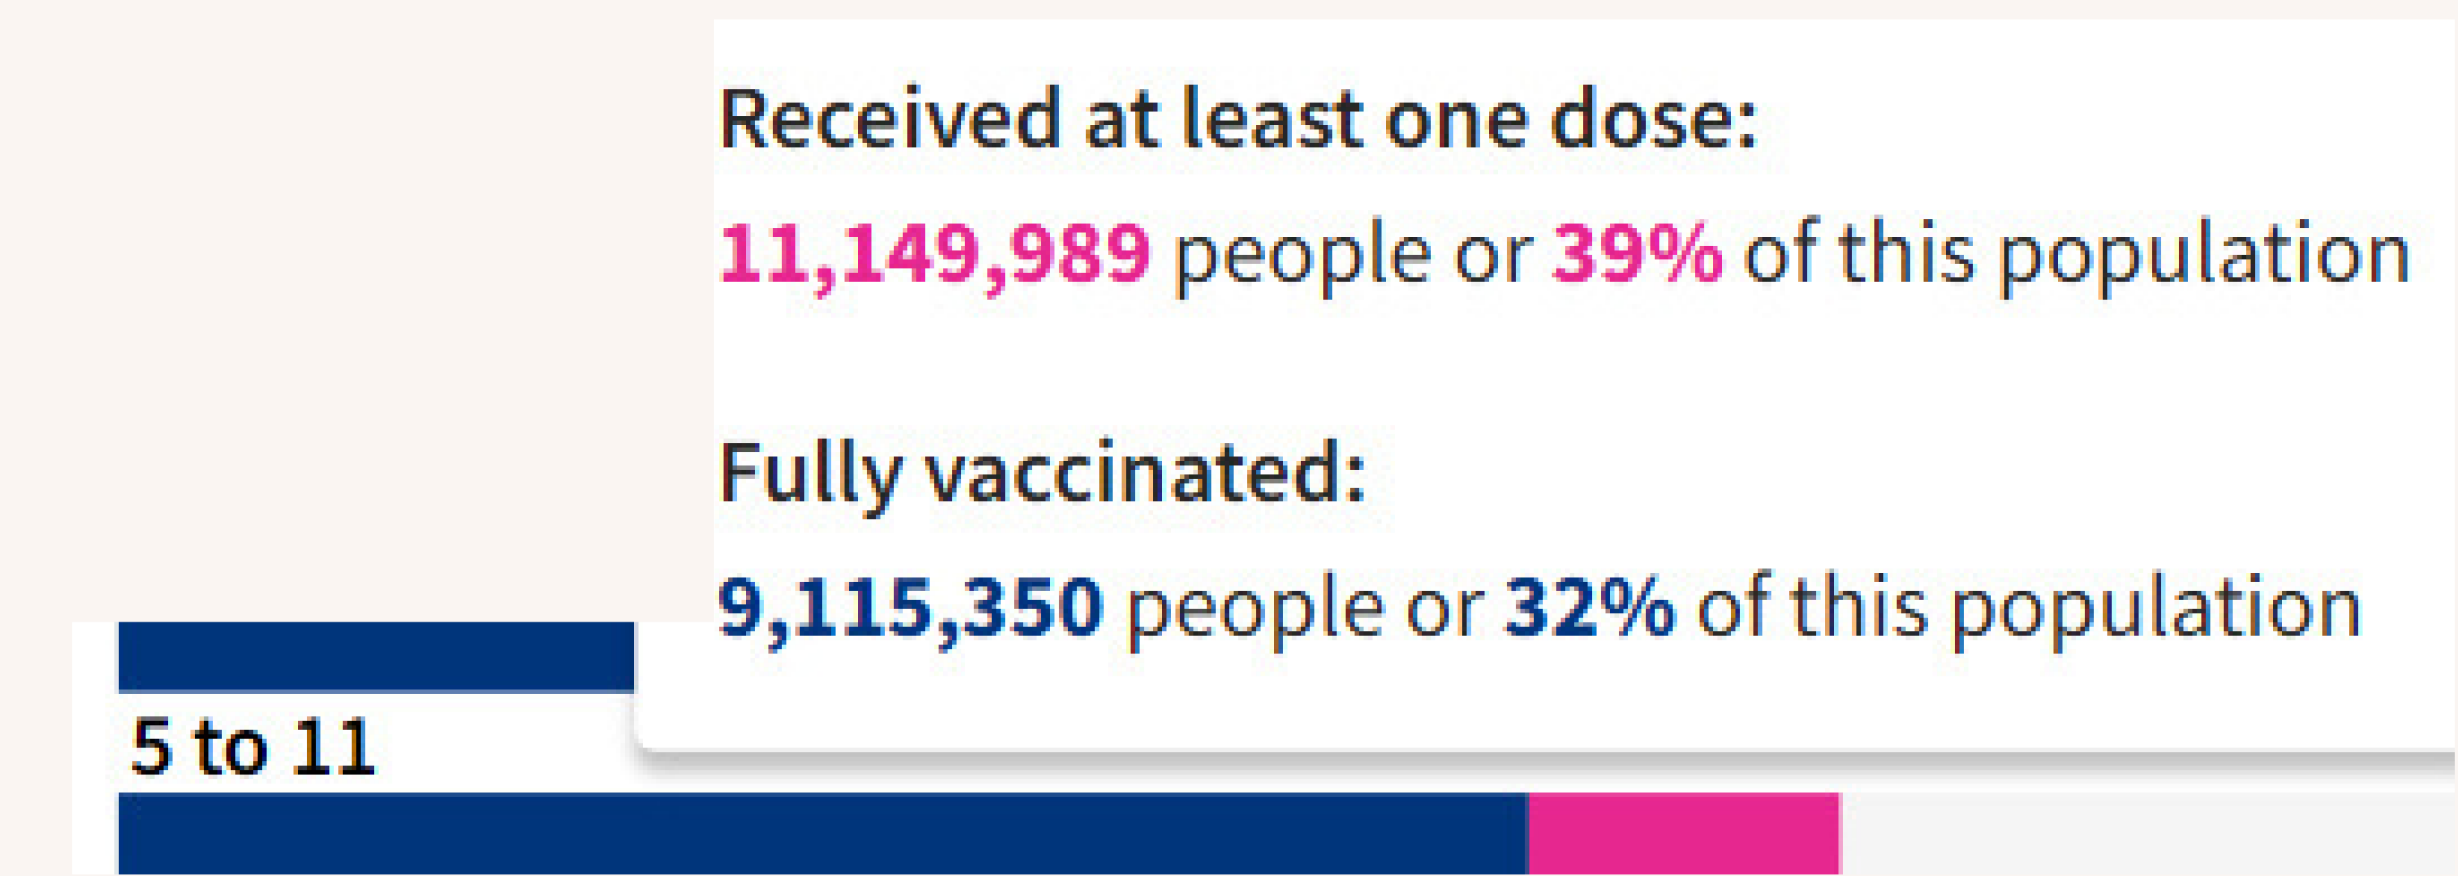 Received at least one dose:
11,149,989 people or 39% of this population
Fully vaccinated:
9,115,350 people or 32% of this population
5 to 11